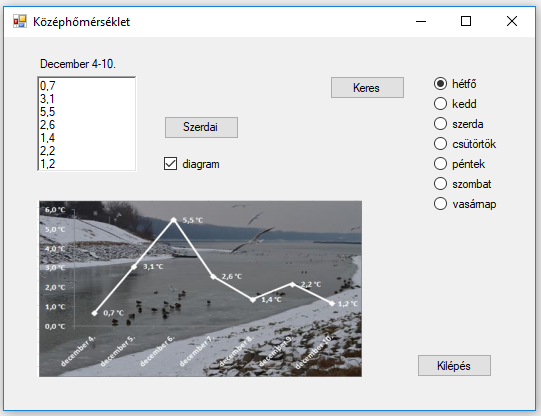 Középhőmérséklet
December 4-10.
0,7
3,1
5,5
2,6
1,4
2,2
1,2
Szerdai
diagram
Keres
hétfő
kedd
szerda
csütörtök
péntek
szombat
vasárnap
6,0 °C
5,0 °C
4,0 °C
3,0 °C
2,0 °C
1,0 °C
0,0 °C
0,7 °C
3,1 °C
5,5 °C
2,6 °C
1,4 °C
2,2 °C
1,2 °C
december 4.
december 5.
december 6.
december 7.
december 8.
december 9.
december 10.
Kilépés